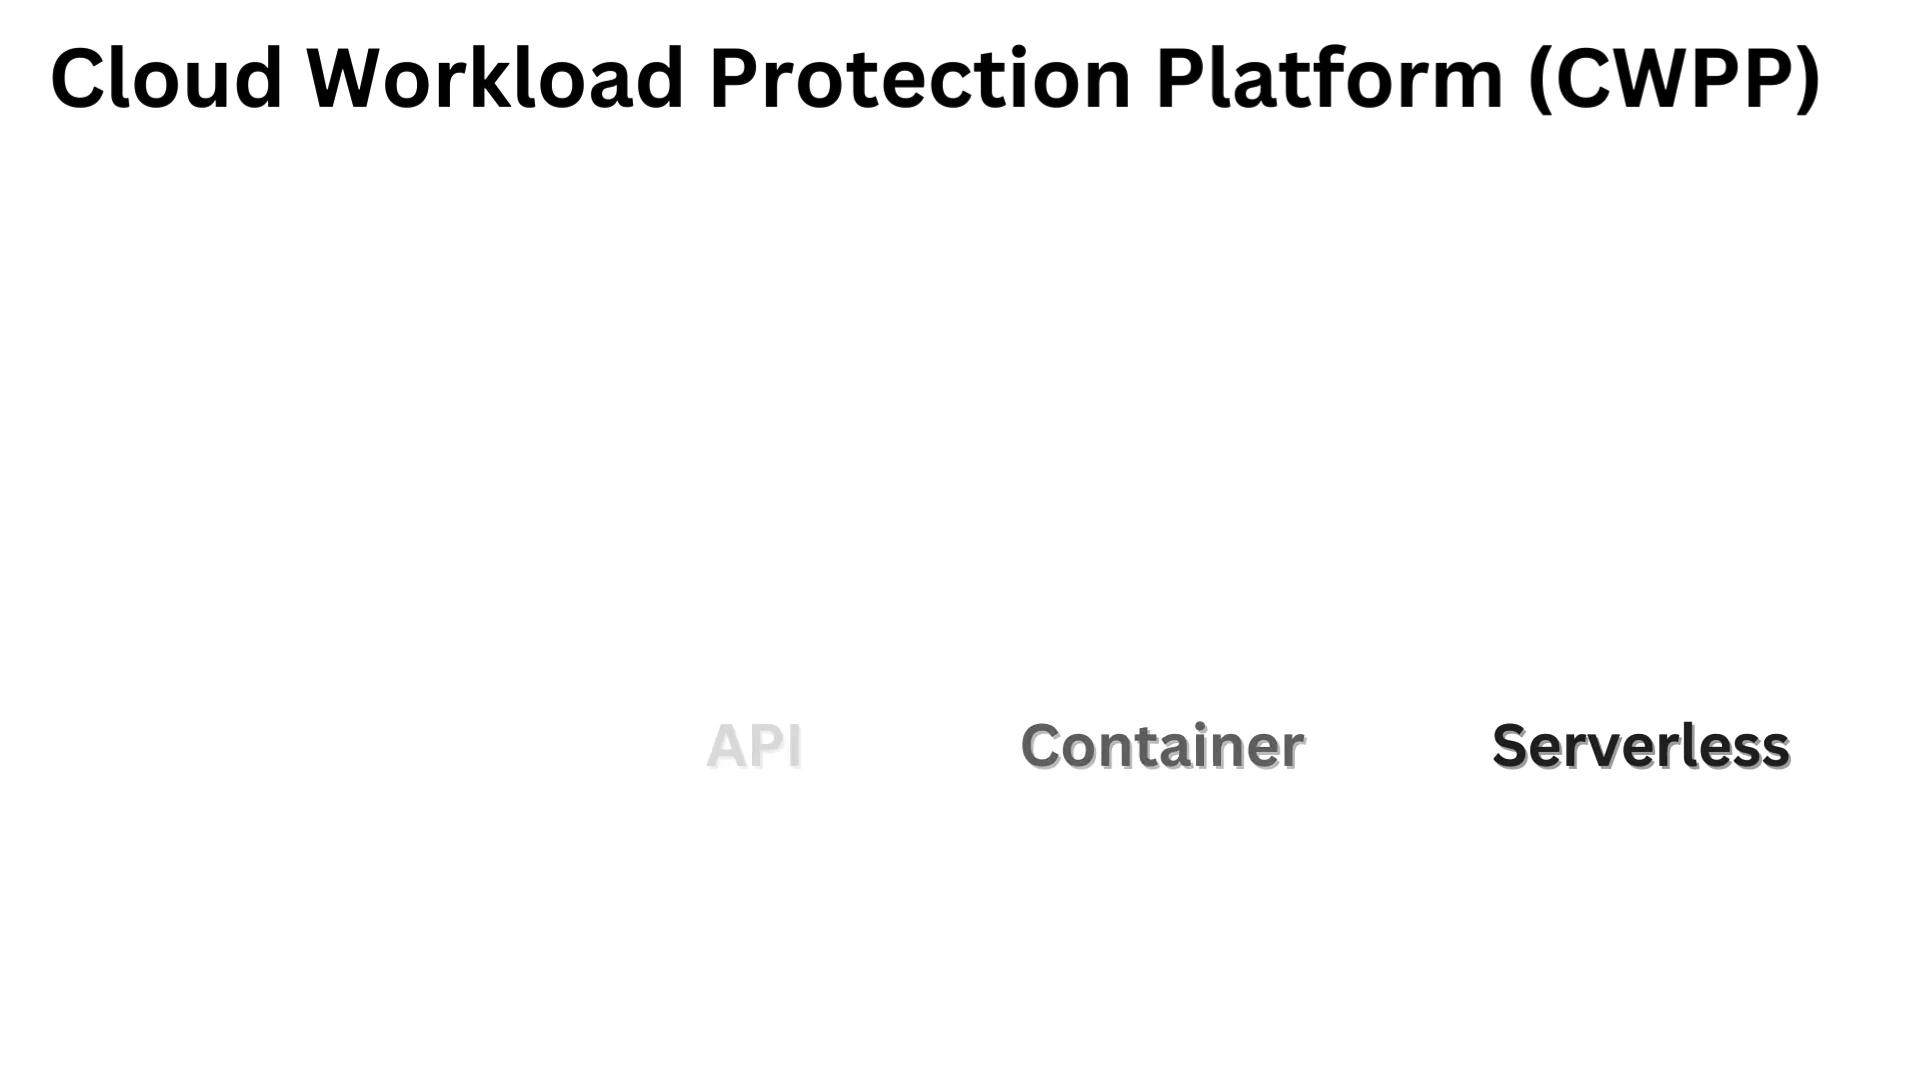 Cloud Workload Protection Platform (CWPP)
API Container Serverless